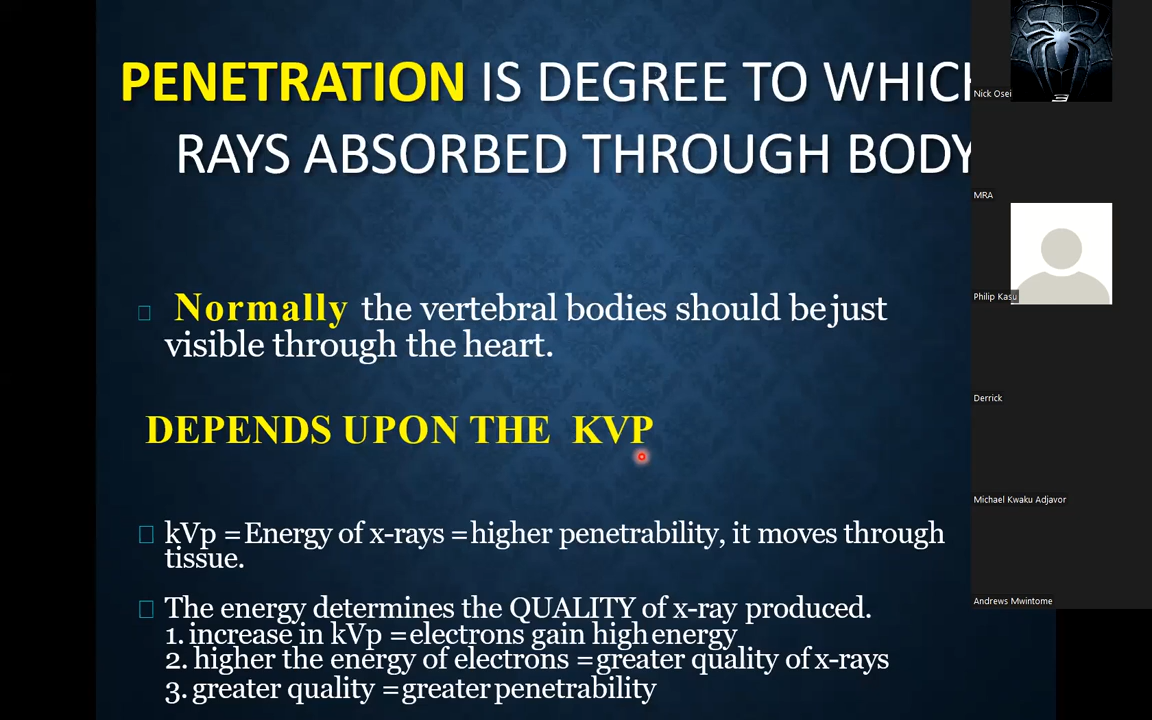 PENETRATION IS DEGREE TO WHICH
RAYS ABSORBED THROUGH BODY
Normally the vertebral bodies should be just
visible through the heart.
DEPENDS UPON THE KVP
kVp =Energy of x-rays =higher penetrability, it moves through
tissue.
The energy determines the QUALITY of x-ray produced.
1. increase in kVp =electrons gain high energy
2. higher the energy of electrons =greater quality of x-rays
3. greater quality =greater penetrability
Nick Osei
MRA
Philip Kasu
Derrick
Michael Kwaku Adjavor
Andrews Mwintome